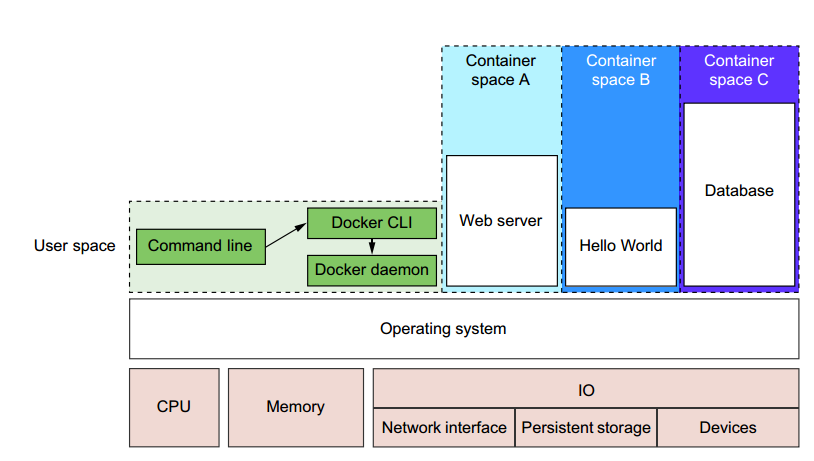 Container
space A
Container
space B
Container
space C
Database
Web server
Docker CLI
User space
Command line
Hello World
Docker daemon
Operating system
CPU
Memory
IO
Network interface
Persistent storage
Devices